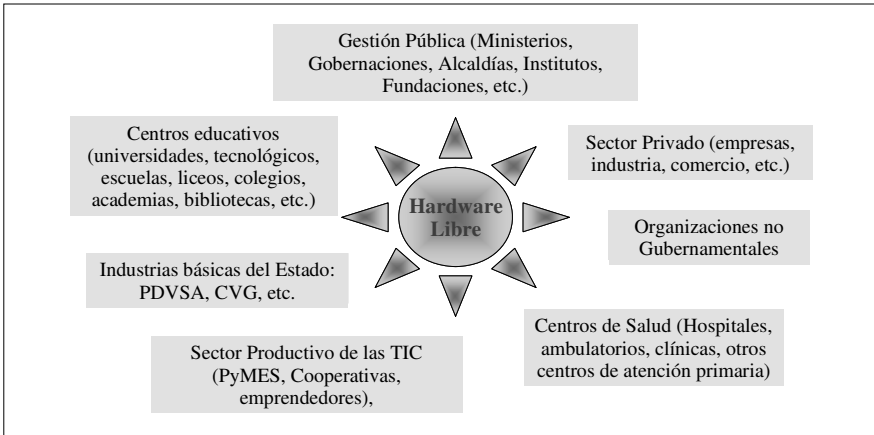 Gestión Pública (Ministerios,
Gobernaciones, Alcaldías, Institutos,
Fundaciones, etc.)
Centros educativos
(universidades, tecnológicos,
escuelas, liceos, colegios,
academias, bibliotecas, etc.)
Sector Privado (empresas,
industria, comercio, etc.)
Hardware
Libre
Organizaciones no
Gubernamentales
Industrias básicas del Estado:
PDVSA, CVG, etc.
Centros de Salud (Hospitales,
ambulatorios, clínicas, otros
centros de atención primaria)
Sector Productivo de las TIC
(PyMES, Cooperativas,
emprendedores),